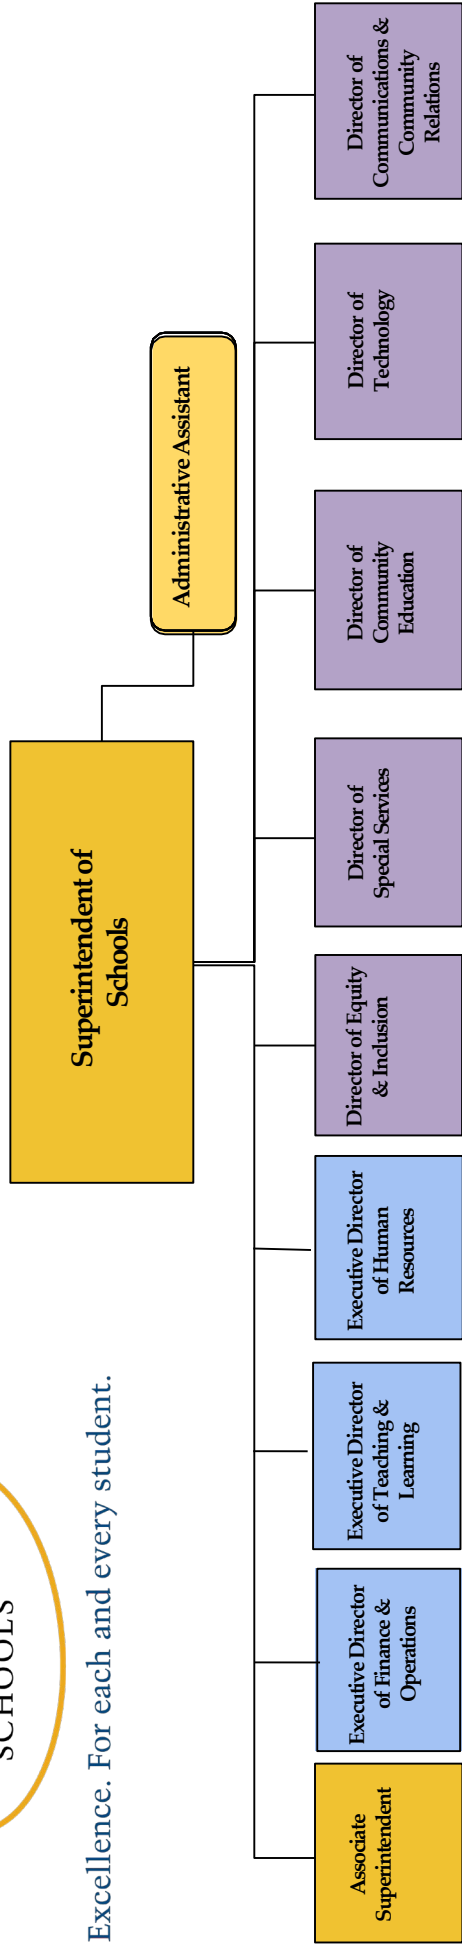 SCHOOLS
Excellence. For each and every student.
Superintendent of
Schools
Administrative Assistant
Associate
Superintendent
Executive Director
of Finance &
Operations
Executive Director
of Teaching &
Learning
Executive Director
of Human
Resources
Director of Equity
& Inclusion
Director of
Special Services
Director of
Community
Education
Director of
Technology
Director of
Communications &
Community
Relations